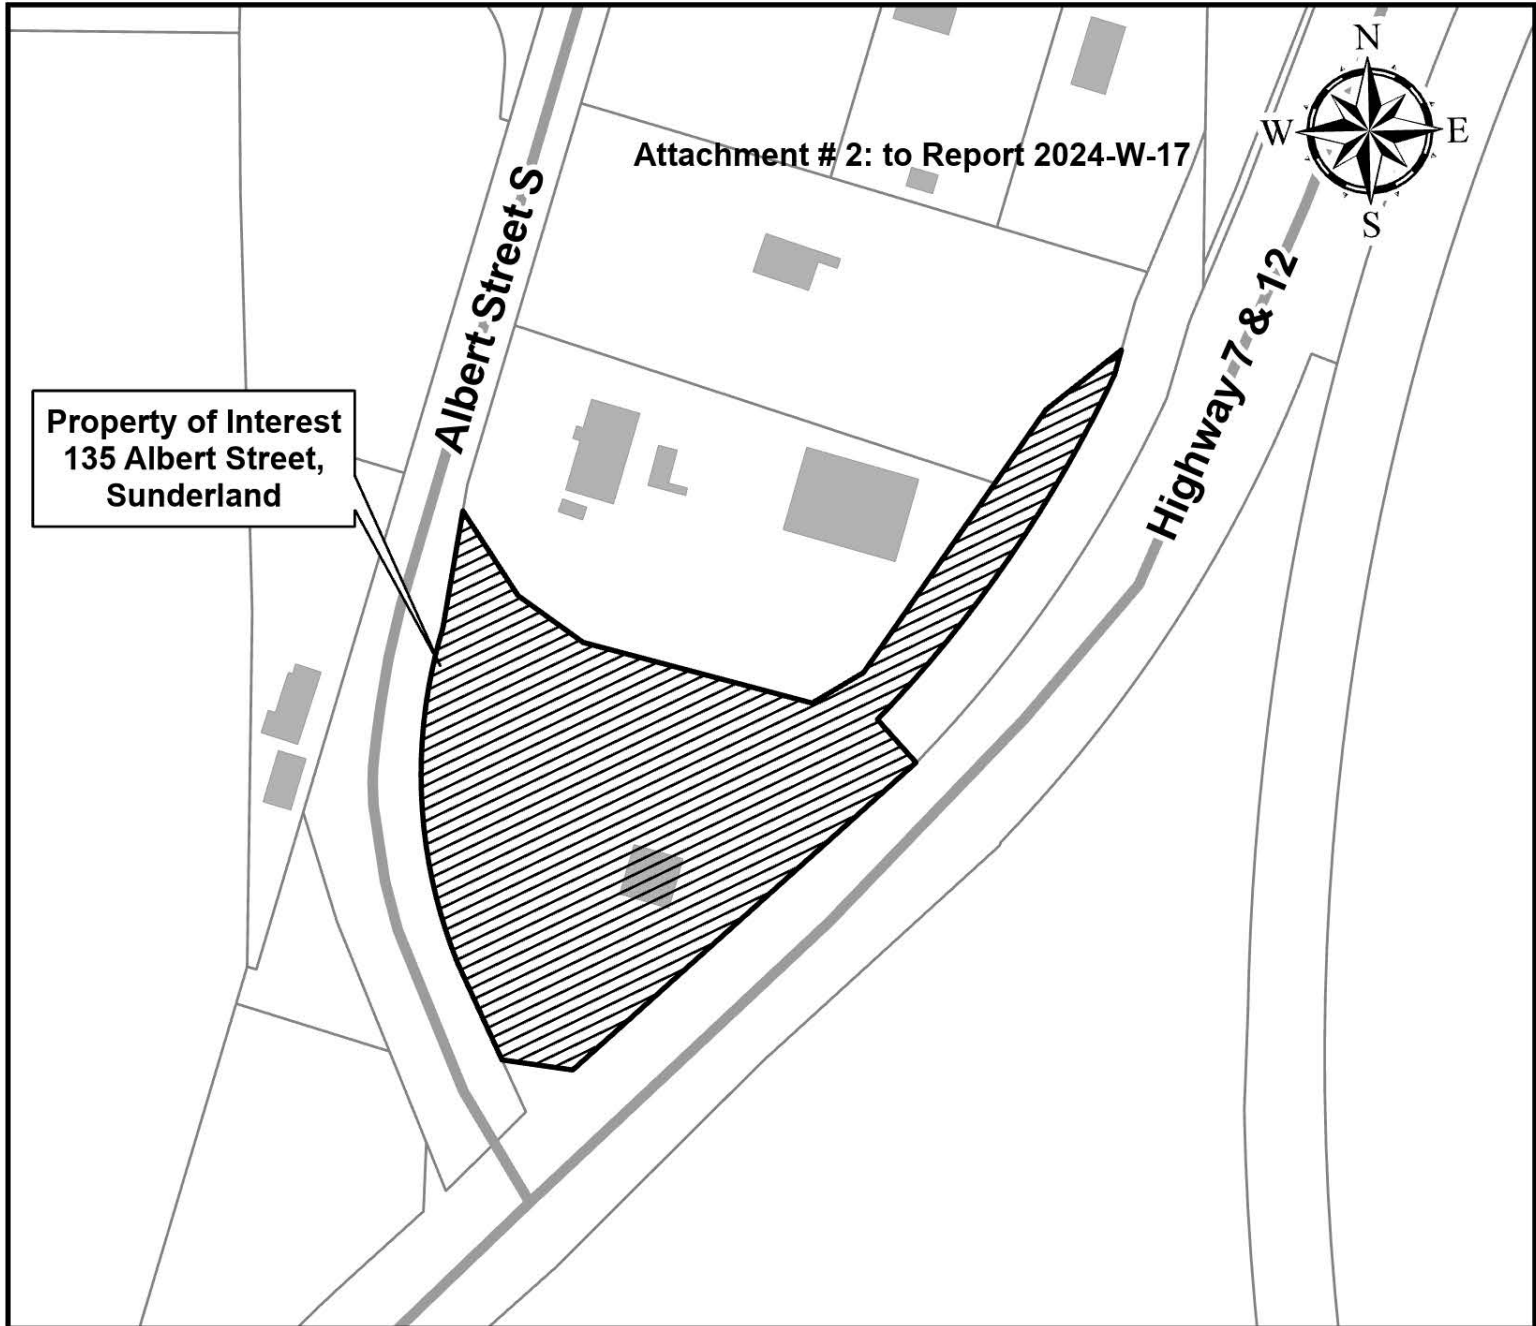 N
W E
S
Attachment # 2: to Report 2024-W-17
Albert Street S
Highway 7 & 12
Property of Interest
135 Albert Street,
Sunderland